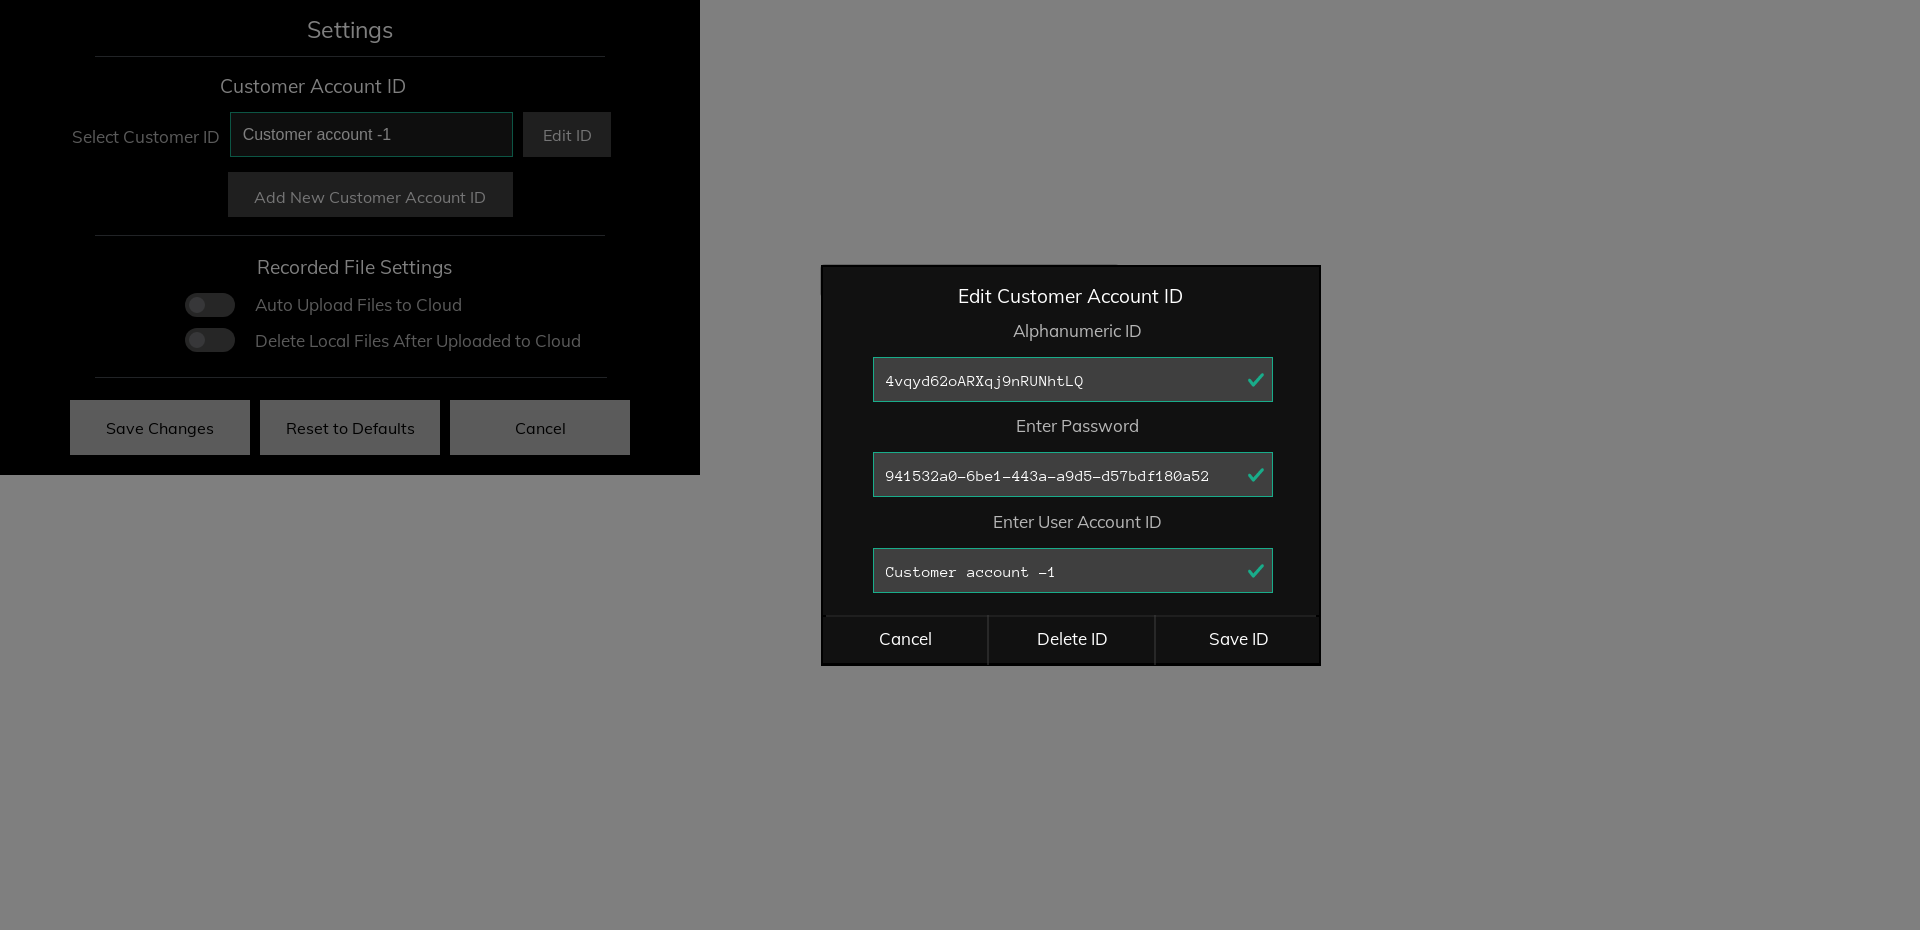 Settings
Customer Account ID
Select Customer ID
Customer account -1
Edit ID
Add New Customer Account ID
Recorded File Settings
Auto Upload Files to Cloud
Delete Local Files After Uploaded to Cloud
Save Changes
Reset to Defaults
Cancel
Edit Customer Account ID
Alphanumeric ID
4vqyd62oARXqj9nRUNhtLQ
Enter Password
941532a0-6be1-443a-a9d5-d57bdf180a52
Enter User Account ID
Customer account -1
Cancel
Delete ID
Save ID